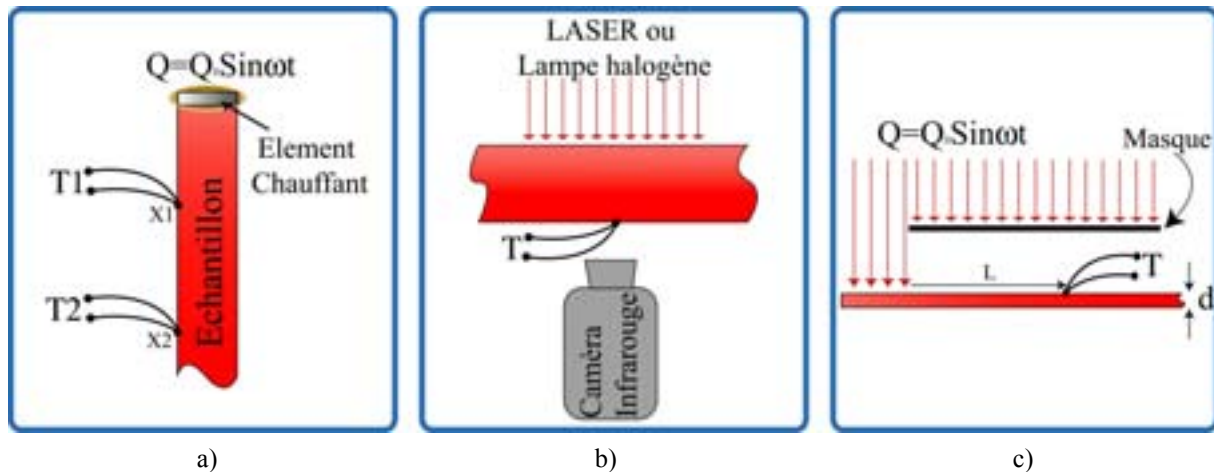 Q=Q₀Sinωt
Element
Chauffant
T1
X1
T2
X2
Echantillon
LASER ou
Lampe halogène
T
Caméra
Infrarouge
Q=Q₀Sinωt
Masque
L
T
d
a)
b)
c)